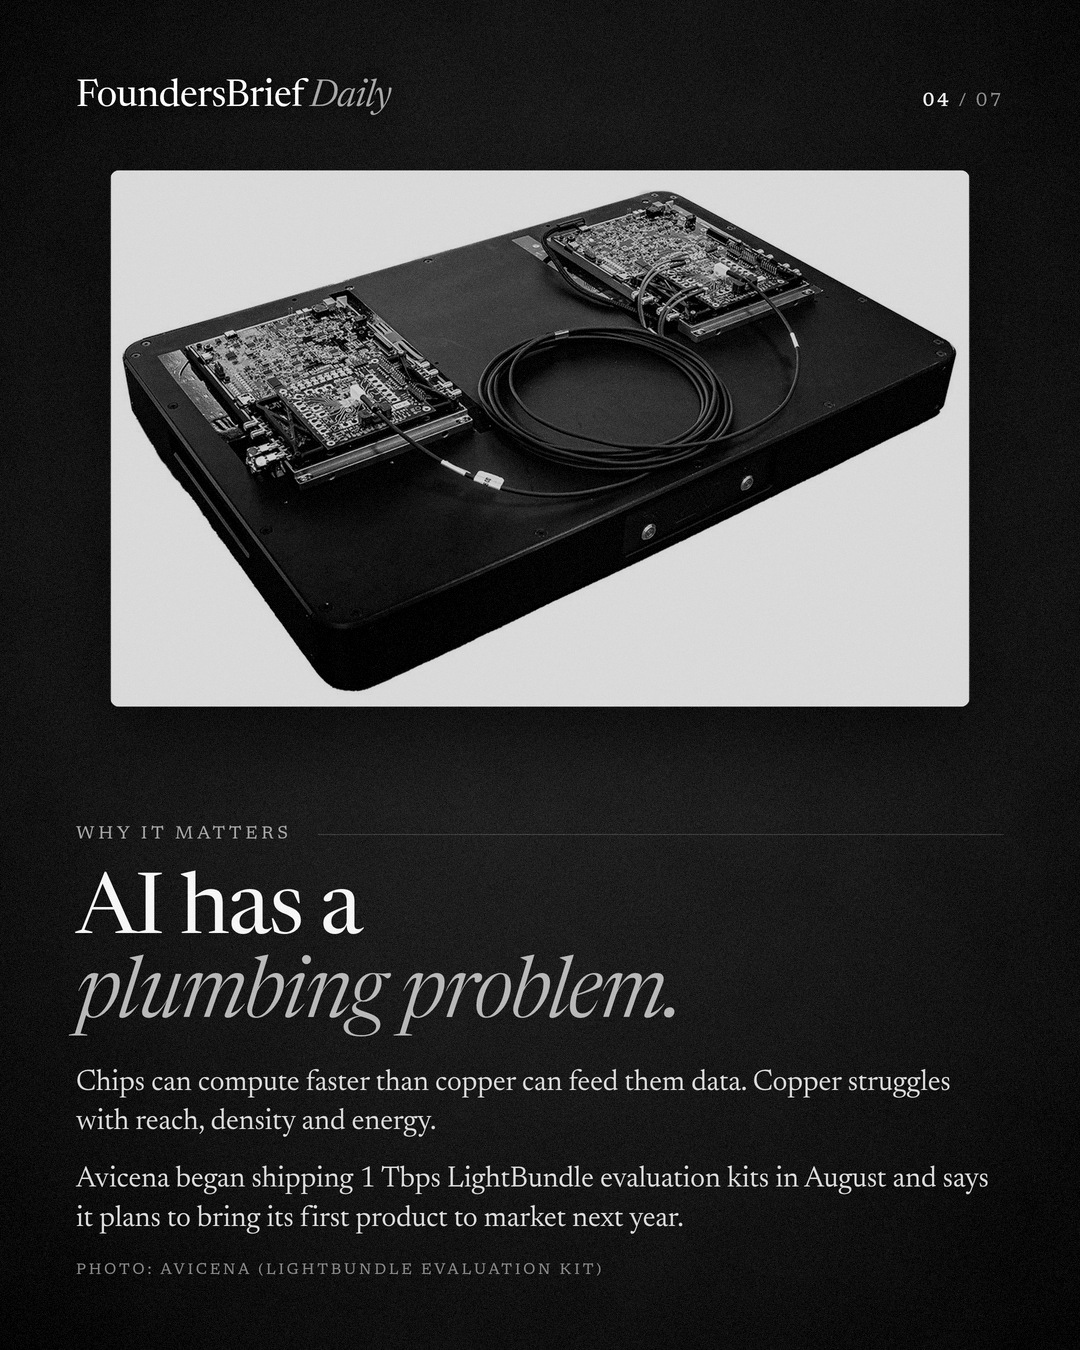 FoundersBrief Daily
04 / 07
WHY IT MATTERS
AI has a
plumbing problem.
Chips can compute faster than copper can feed them data. Copper struggles
with reach, density and energy.
Avicena began shipping 1 Tbps LightBundle evaluation kits in August and says
it plans to bring its first product to market next year.
PHOTO: AVICENA (LIGHTBUNDLE EVALUATION KIT)